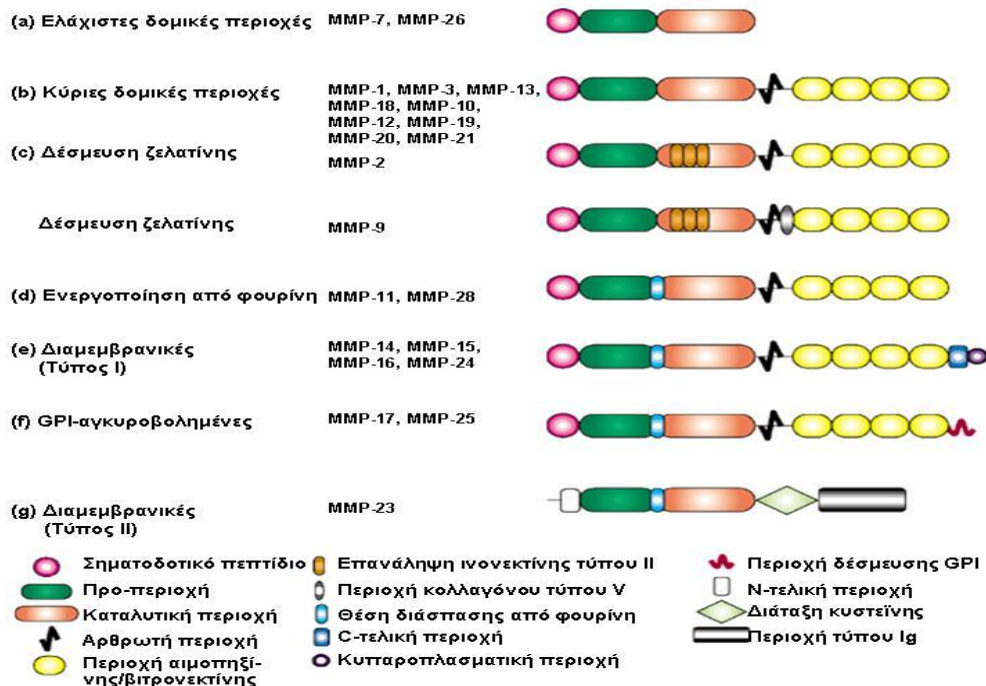 (a) Ελάχιστες δομικές περιοχές MMP-7, MMP-26
(b) Κύριες δομικές περιοχές MMP-1, MMP-3, MMP-13,
MMP-18, MMP-10,
MMP-12, MMP-19,
MMP-20, MMP-21
(c) Δέσμευση ζελατίνης
MMP-2
Δέσμευση ζελατίνης
MMP-9
(d) Ενεργοποίηση από φουρίνη MMP-11, MMP-28
(e) Διαμεμβρανικές MMP-14, MMP-15,
(Τύπος I) MMP-16, MMP-24
(f) GPI-αγκυροβολημένες MMP-17, MMP-25
(g) Διαμεμβρανικές MMP-23
(Τύπος II)
Σηματοδοτικό πεπτίδιο
Προ-περιοχή
Καταλυτική περιοχή
Αρθρωτή περιοχή
Περιοχή αιμοπηξί-
νης/βιτρονεκτίνης
Επανάληψη ινονεκτίνης τύπου II
Περιοχή κολλαγόνου τύπου V
Θέση διάσπασης από φουρίνη
C-τελική περιοχή
Κυτταροπλασματική περιοχή
Περιοχή δέσμευσης GPI
N-τελική περιοχή
Διάταξη κυστεΐνης
Περιοχή τύπου Ig